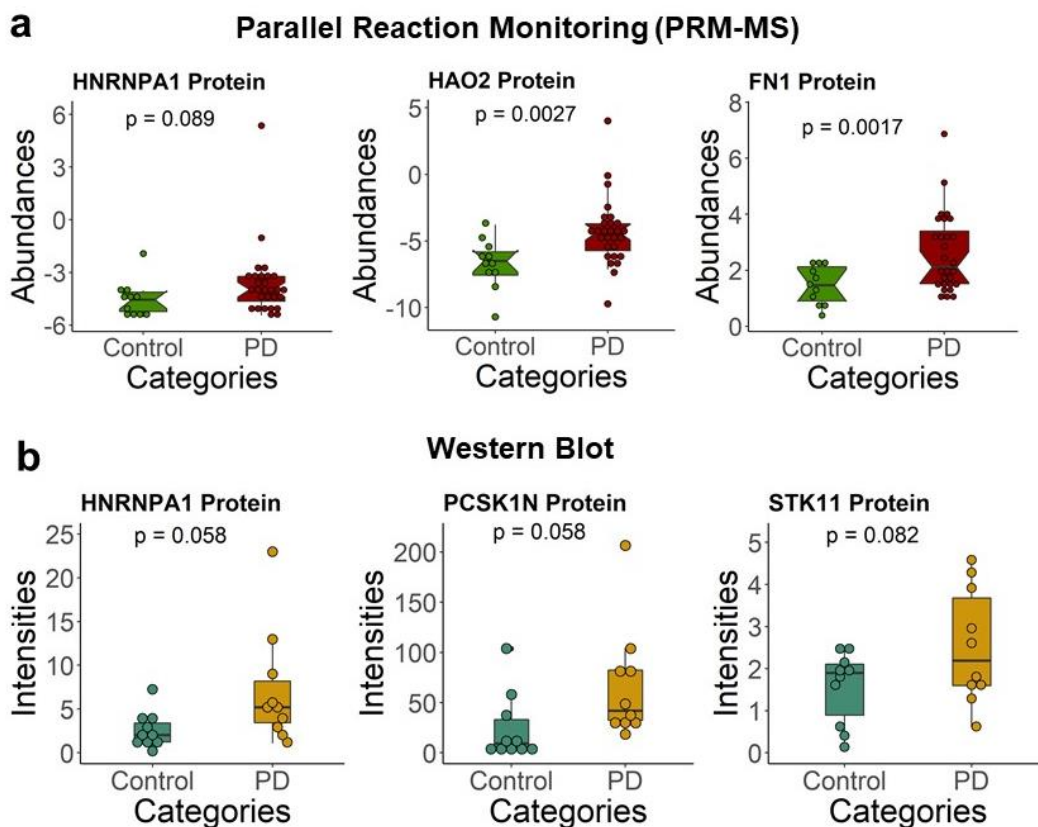 a
Parallel Reaction Monitoring (PRM-MS)
HNRNPA1 Protein
p = 0.089
Abundances
6
3
0
-3
-6
Control PD
Categories
HAO2 Protein
p = 0.0027
Abundances
5
0
-5
-10
Control PD
Categories
FN1 Protein
p = 0.0017
Abundances
8
6
4
2
0
Control PD
Categories
b
Western Blot
HNRNPA1 Protein
p = 0.058
Intensities
25
20
15
10
5
0
Control PD
Categories
PCSK1N Protein
p = 0.058
Intensities
200
150
100
50
0
Control PD
Categories
STK11 Protein
p = 0.082
Intensities
5
4
3
2
1
0
Control PD
Categories